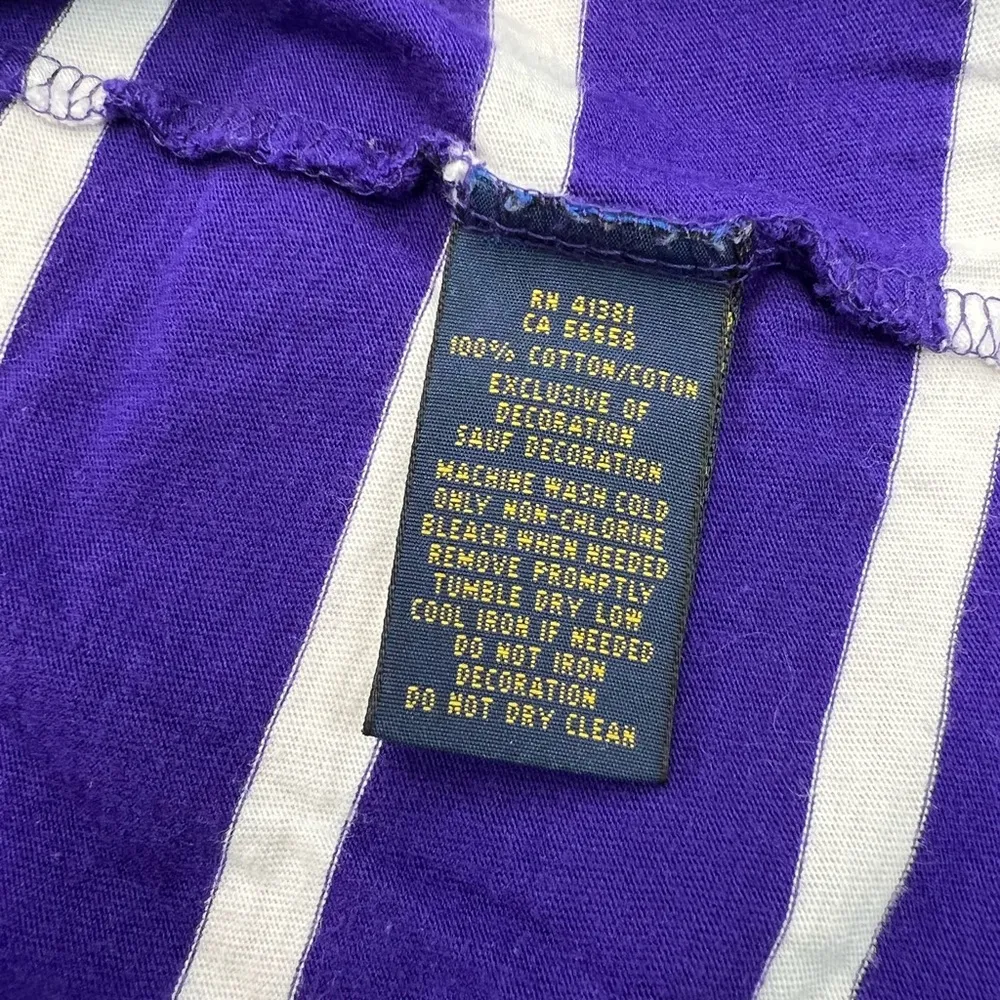 RN 41381
CA 56658
100% COTTON/COTON
EXCLUSIVE OF
DECORATION
SAUF DECORATION
MACHINE WASH COLD
ONLY NON-CHLORINE
BLEACH WHEN NEEDED
REMOVE PROMPTLY
TUMBLE DRY LOW
COOL IRON IF NEEDED
DO NOT IRON
DECORATION
DO NOT DRY CLEAN